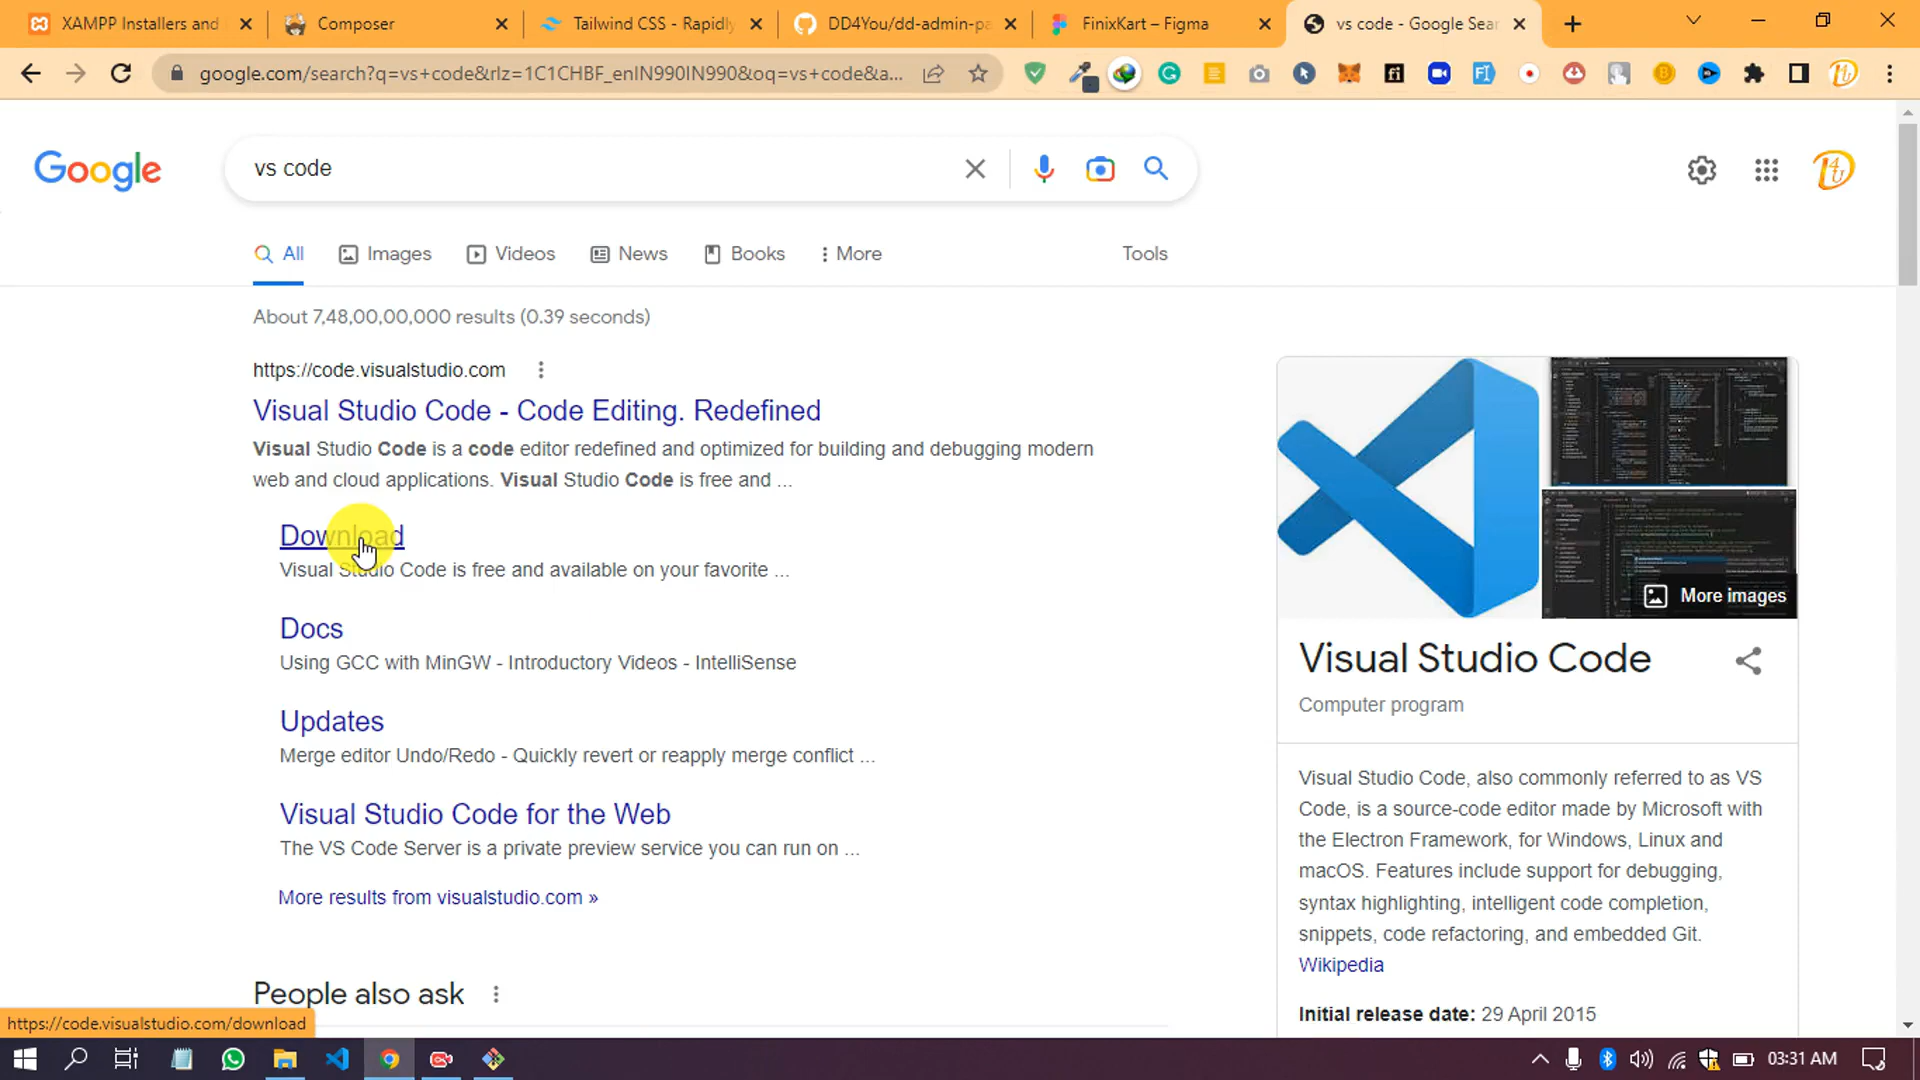 XAMPP Installers and
Composer
Tailwind CSS - Rapidly
DD4You/dd-admin-pa
FinixKart – Figma
vs code - Google Sear
google.com/search?q=vs+code&rlz=1C1CHBF_enIN990IN990&oq=vs+code&a...
Google
vs code
All
Images
Videos
News
Books
More
Tools
About 7,48,00,00,000 results (0.39 seconds)
https://code.visualstudio.com
Visual Studio Code - Code Editing. Redefined
Visual Studio Code is a code editor redefined and optimized for building and debugging modern
web and cloud applications. Visual Studio Code is free and ...
Download
Visual Studio Code is free and available on your favorite ...
Docs
Using GCC with MinGW - Introductory Videos - IntelliSense
Updates
Merge editor Undo/Redo - Quickly revert or reapply merge conflict ...
Visual Studio Code for the Web
The VS Code Server is a private preview service you can run on ...
More results from visualstudio.com »
People also ask
More images
Visual Studio Code
Computer program
Visual Studio Code, also commonly referred to as VS
Code, is a source-code editor made by Microsoft with
the Electron Framework, for Windows, Linux and
macOS. Features include support for debugging,
syntax highlighting, intelligent code completion,
snippets, code refactoring, and embedded Git.
Wikipedia
Initial release date: 29 April 2015
https://code.visualstudio.com/download
03:31 AM